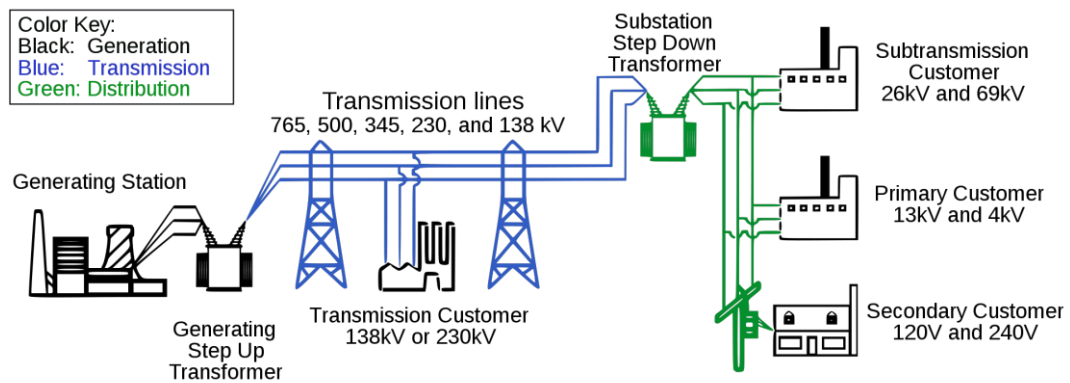 Color Key:
Black: Generation
Blue: Transmission
Green: Distribution
Substation
Step Down
Transformer
Subtransmission
Customer
26kV and 69kV
Transmission lines
765, 500, 345, 230, and 138 kV
Generating Station
Primary Customer
13kV and 4kV
Transmission Customer
138kV or 230kV
Generating
Step Up
Transformer
Secondary Customer
120V and 240V